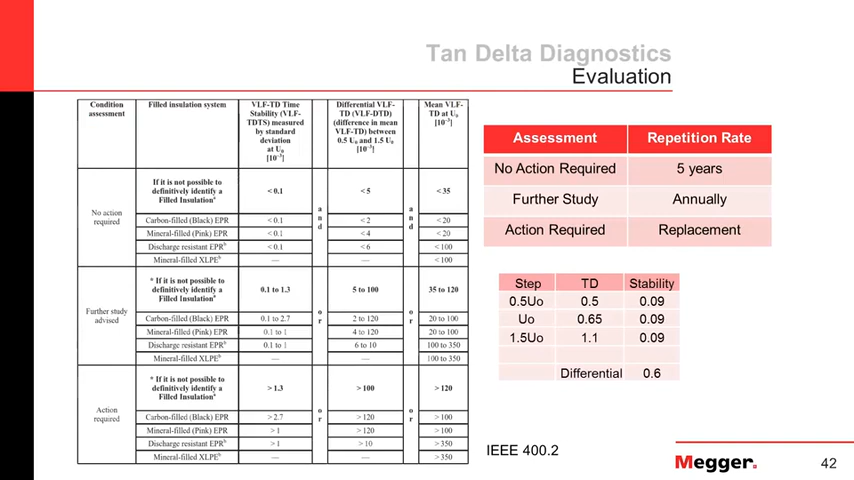 Tan Delta Diagnostics
Evaluation
Condition assessment | Filled insulation system | VLF-TD Time Stability (VLF-TDTS) measured by standard deviation at U0 [10⁻³] | | Differential VLF-TD (VLF-DTD) (difference in mean VLF-TD) between 0.5 U0 and 1.5 U0 [10⁻³] | | Mean VLF-TD at U0 [10⁻³]
No action required | If it is not possible to definitively identify a Filled Insulationᵃ | < 0.1 | and | < 5 | and | < 35
Carbon-filled (Black) EPR | < 0.1 | < 2 | < 20
Mineral-filled (Pink) EPR | < 0.1 | < 4 | < 20
Discharge resistant EPRᵇ | < 0.1 | < 6 | < 100
Mineral-filled XLPEᵇ | — | — | < 100
Further study advised | * If it is not possible to definitively identify a Filled Insulationᵃ | 0.1 to 1.3 | or | 5 to 100 | or | 35 to 120
Carbon-filled (Black) EPR | 0.1 to 2.7 | 2 to 120 | 20 to 100
Mineral-filled (Pink) EPR | 0.1 to 1 | 4 to 120 | 20 to 100
Discharge resistant EPRᵇ | 0.1 to 1 | 6 to 10 | 100 to 350
Mineral-filled XLPEᵇ | — | — | 100 to 350
Action required | * If it is not possible to definitively identify a Filled Insulationᵃ | > 1.3 | or | > 100 | or | > 120
Carbon-filled (Black) EPR | > 2.7 | > 120 | > 100
Mineral-filled (Pink) EPR | > 1 | > 120 | > 100
Discharge resistant EPRᵇ | > 1 | > 10 | > 350
Mineral-filled XLPEᵇ | — | — | > 350
Assessment | Repetition Rate
No Action Required | 5 years
Further Study | Annually
Action Required | Replacement
Step | TD | Stability
0.5Uo | 0.5 | 0.09
Uo | 0.65 | 0.09
1.5Uo | 1.1 | 0.09
Differential | 0.6
IEEE 400.2
Megger.
42